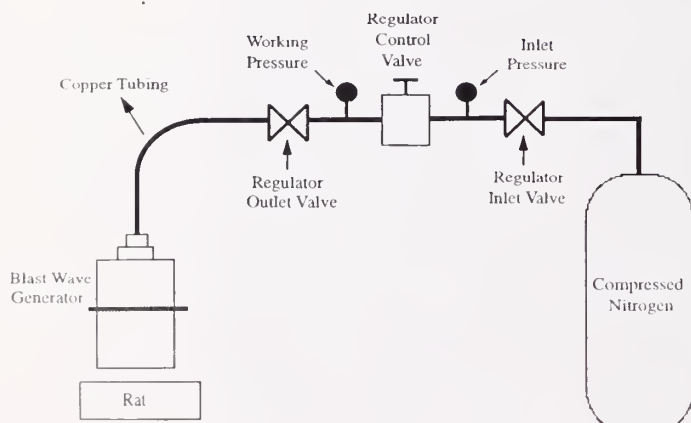 Regulator
Control
Valve
Working
Pressure
Inlet
Pressure
Copper Tubing
Regulator
Outlet Valve
Regulator
Inlet Valve
Blast Wave
Generator
Compressed
Nitrogen
Rat